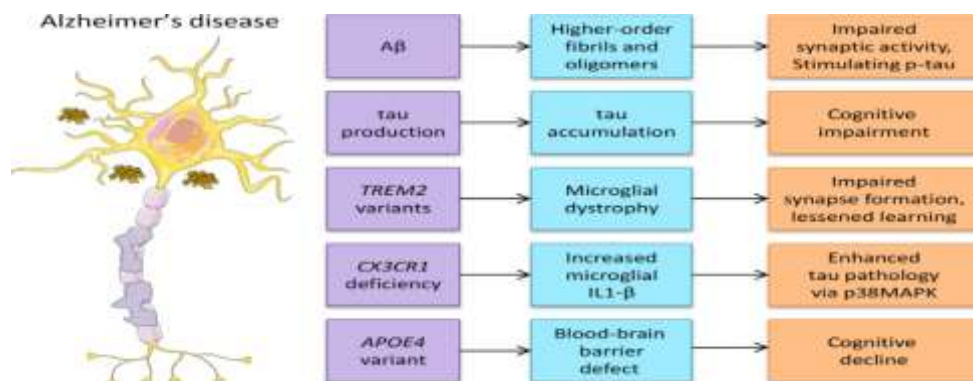 Alzheimer's disease
Aβ
Higher-order
fibrils and
oligomers
Impaired
synaptic activity,
Stimulating p-tau
tau
production
tau
accumulation
Cognitive
impairment
TREM2
variants
Microglial
dystrophy
Impaired
synapse formation,
lessened learning
CX3CR1
deficiency
Increased
microglial
IL1-β
Enhanced
tau pathology
via p38MAPK
APOE4
variant
Blood-brain
barrier
defect
Cognitive
decline